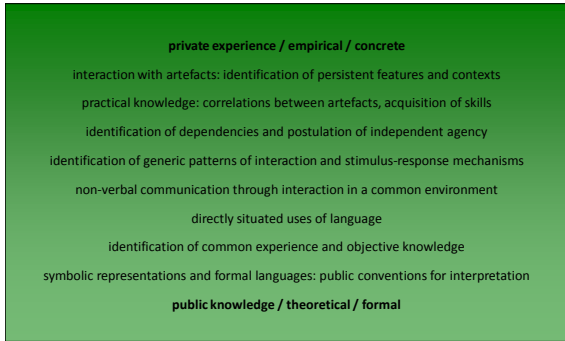 private experience / empirical / concrete
interaction with artefacts: identification of persistent features and contexts
practical knowledge: correlations between artefacts, acquisition of skills
identification of dependencies and postulation of independent agency
identification of generic patterns of interaction and stimulus-response mechanisms
non-verbal communication through interaction in a common environment
directly situated uses of language
identification of common experience and objective knowledge
symbolic representations and formal languages: public conventions for interpretation
public knowledge / theoretical / formal